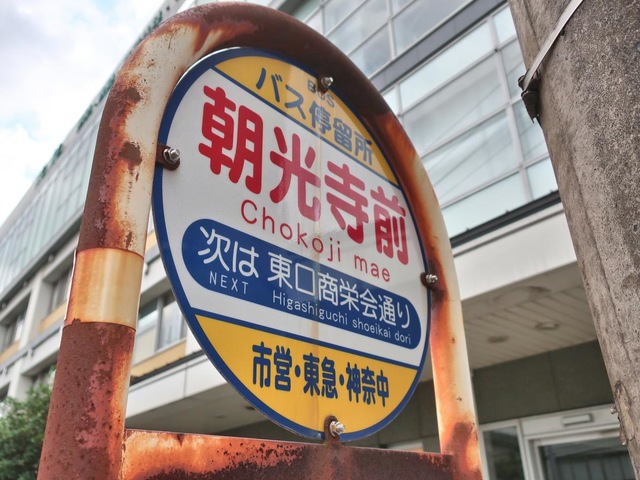 BUS
バス停留所
朝光寺前
Chokoji mae
次は 東口商栄会通り
NEXT Higashiguchi shoeikai dori
市営・東急・神奈中